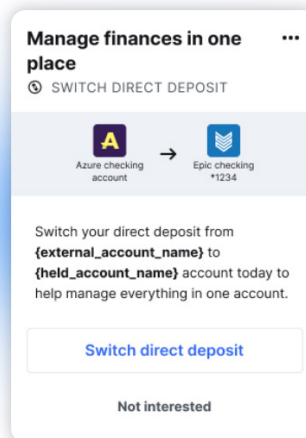 Manage finances in one
place
SWITCH DIRECT DEPOSIT
A
Azure checking
account
Epic checking
*1234
Switch your direct deposit from
{external_account_name} to
{held_account_name} account today to
help manage everything in one account.
Switch direct deposit
Not interested